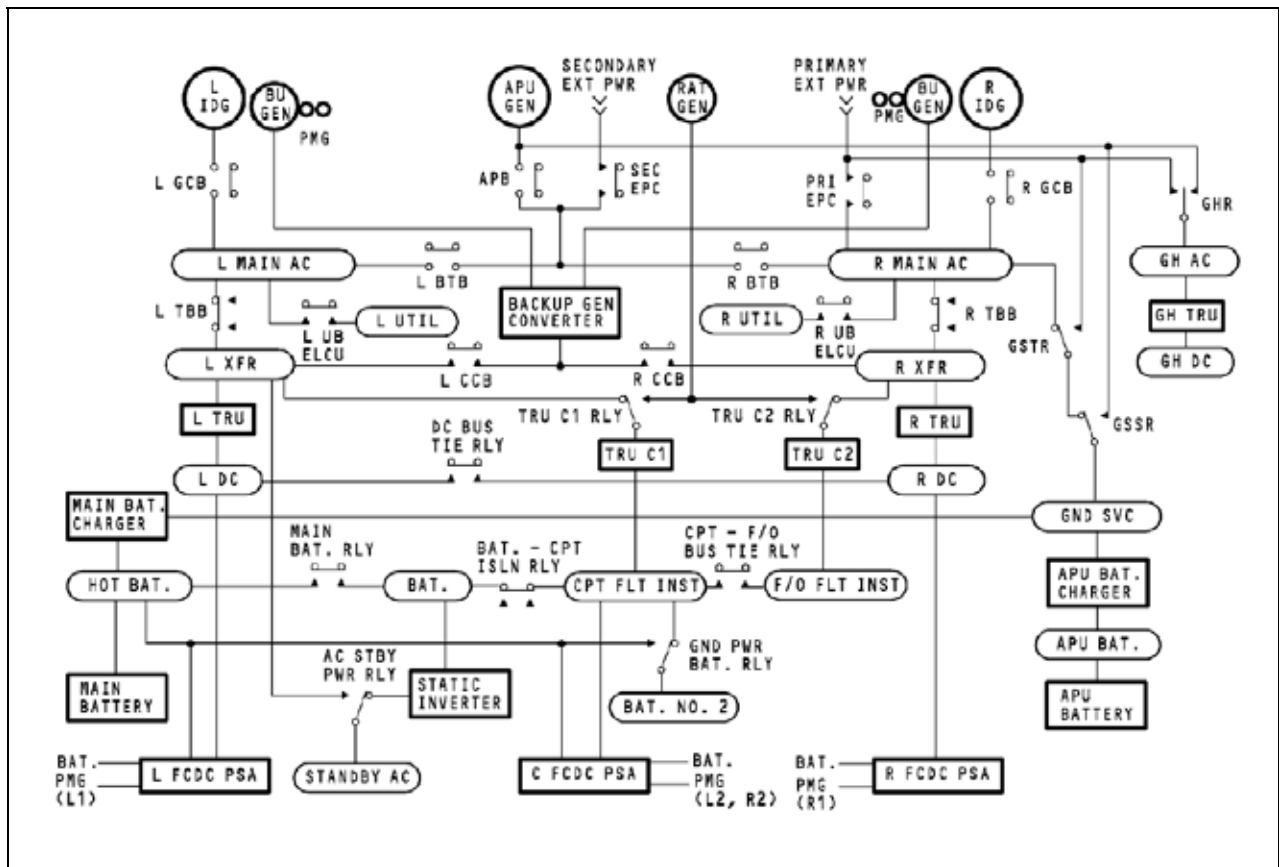 SECONDARY
EXT PWR
PRIMARY
EXT PWR
L
IDG
BU
GEN
PMG
APU
GEN
RAT
GEN
PMG
BU
GEN
R
IDG
L GCB
APB
SEC
EPC
PRI
EPC
R GCB
GHR
L MAIN AC
L BTB
R BTB
R MAIN AC
GH AC
L TBB
L UB
ELCU
L UTIL
BACKUP GEN
CONVERTER
R UTIL
R UB
ELCU
R TBB
GSTR
GH TRU
GH DC
L XFR
L CCB
R CCB
R XFR
L TRU
DC BUS
TIE RLY
TRU C1 RLY
TRU C2 RLY
R TRU
GSSR
TRU C1
TRU C2
L DC
R DC
MAIN BAT.
CHARGER
GND SVC
MAIN
BAT. RLY
BAT. - CPT
ISLN RLY
CPT - F/O
BUS TIE RLY
HOT BAT.
BAT.
CPT FLT INST
F/O FLT INST
APU BAT.
CHARGER
APU BAT.
AC STBY
PWR RLY
GND PWR
BAT. RLY
MAIN
BATTERY
STATIC
INVERTER
BAT. NO. 2
APU
BATTERY
BAT.
PMG
(L1)
L FCDC PSA
STANDBY AC
C FCDC PSA
BAT.
PMG
(L2, R2)
BAT.
PMG
(R1)
R FCDC PSA